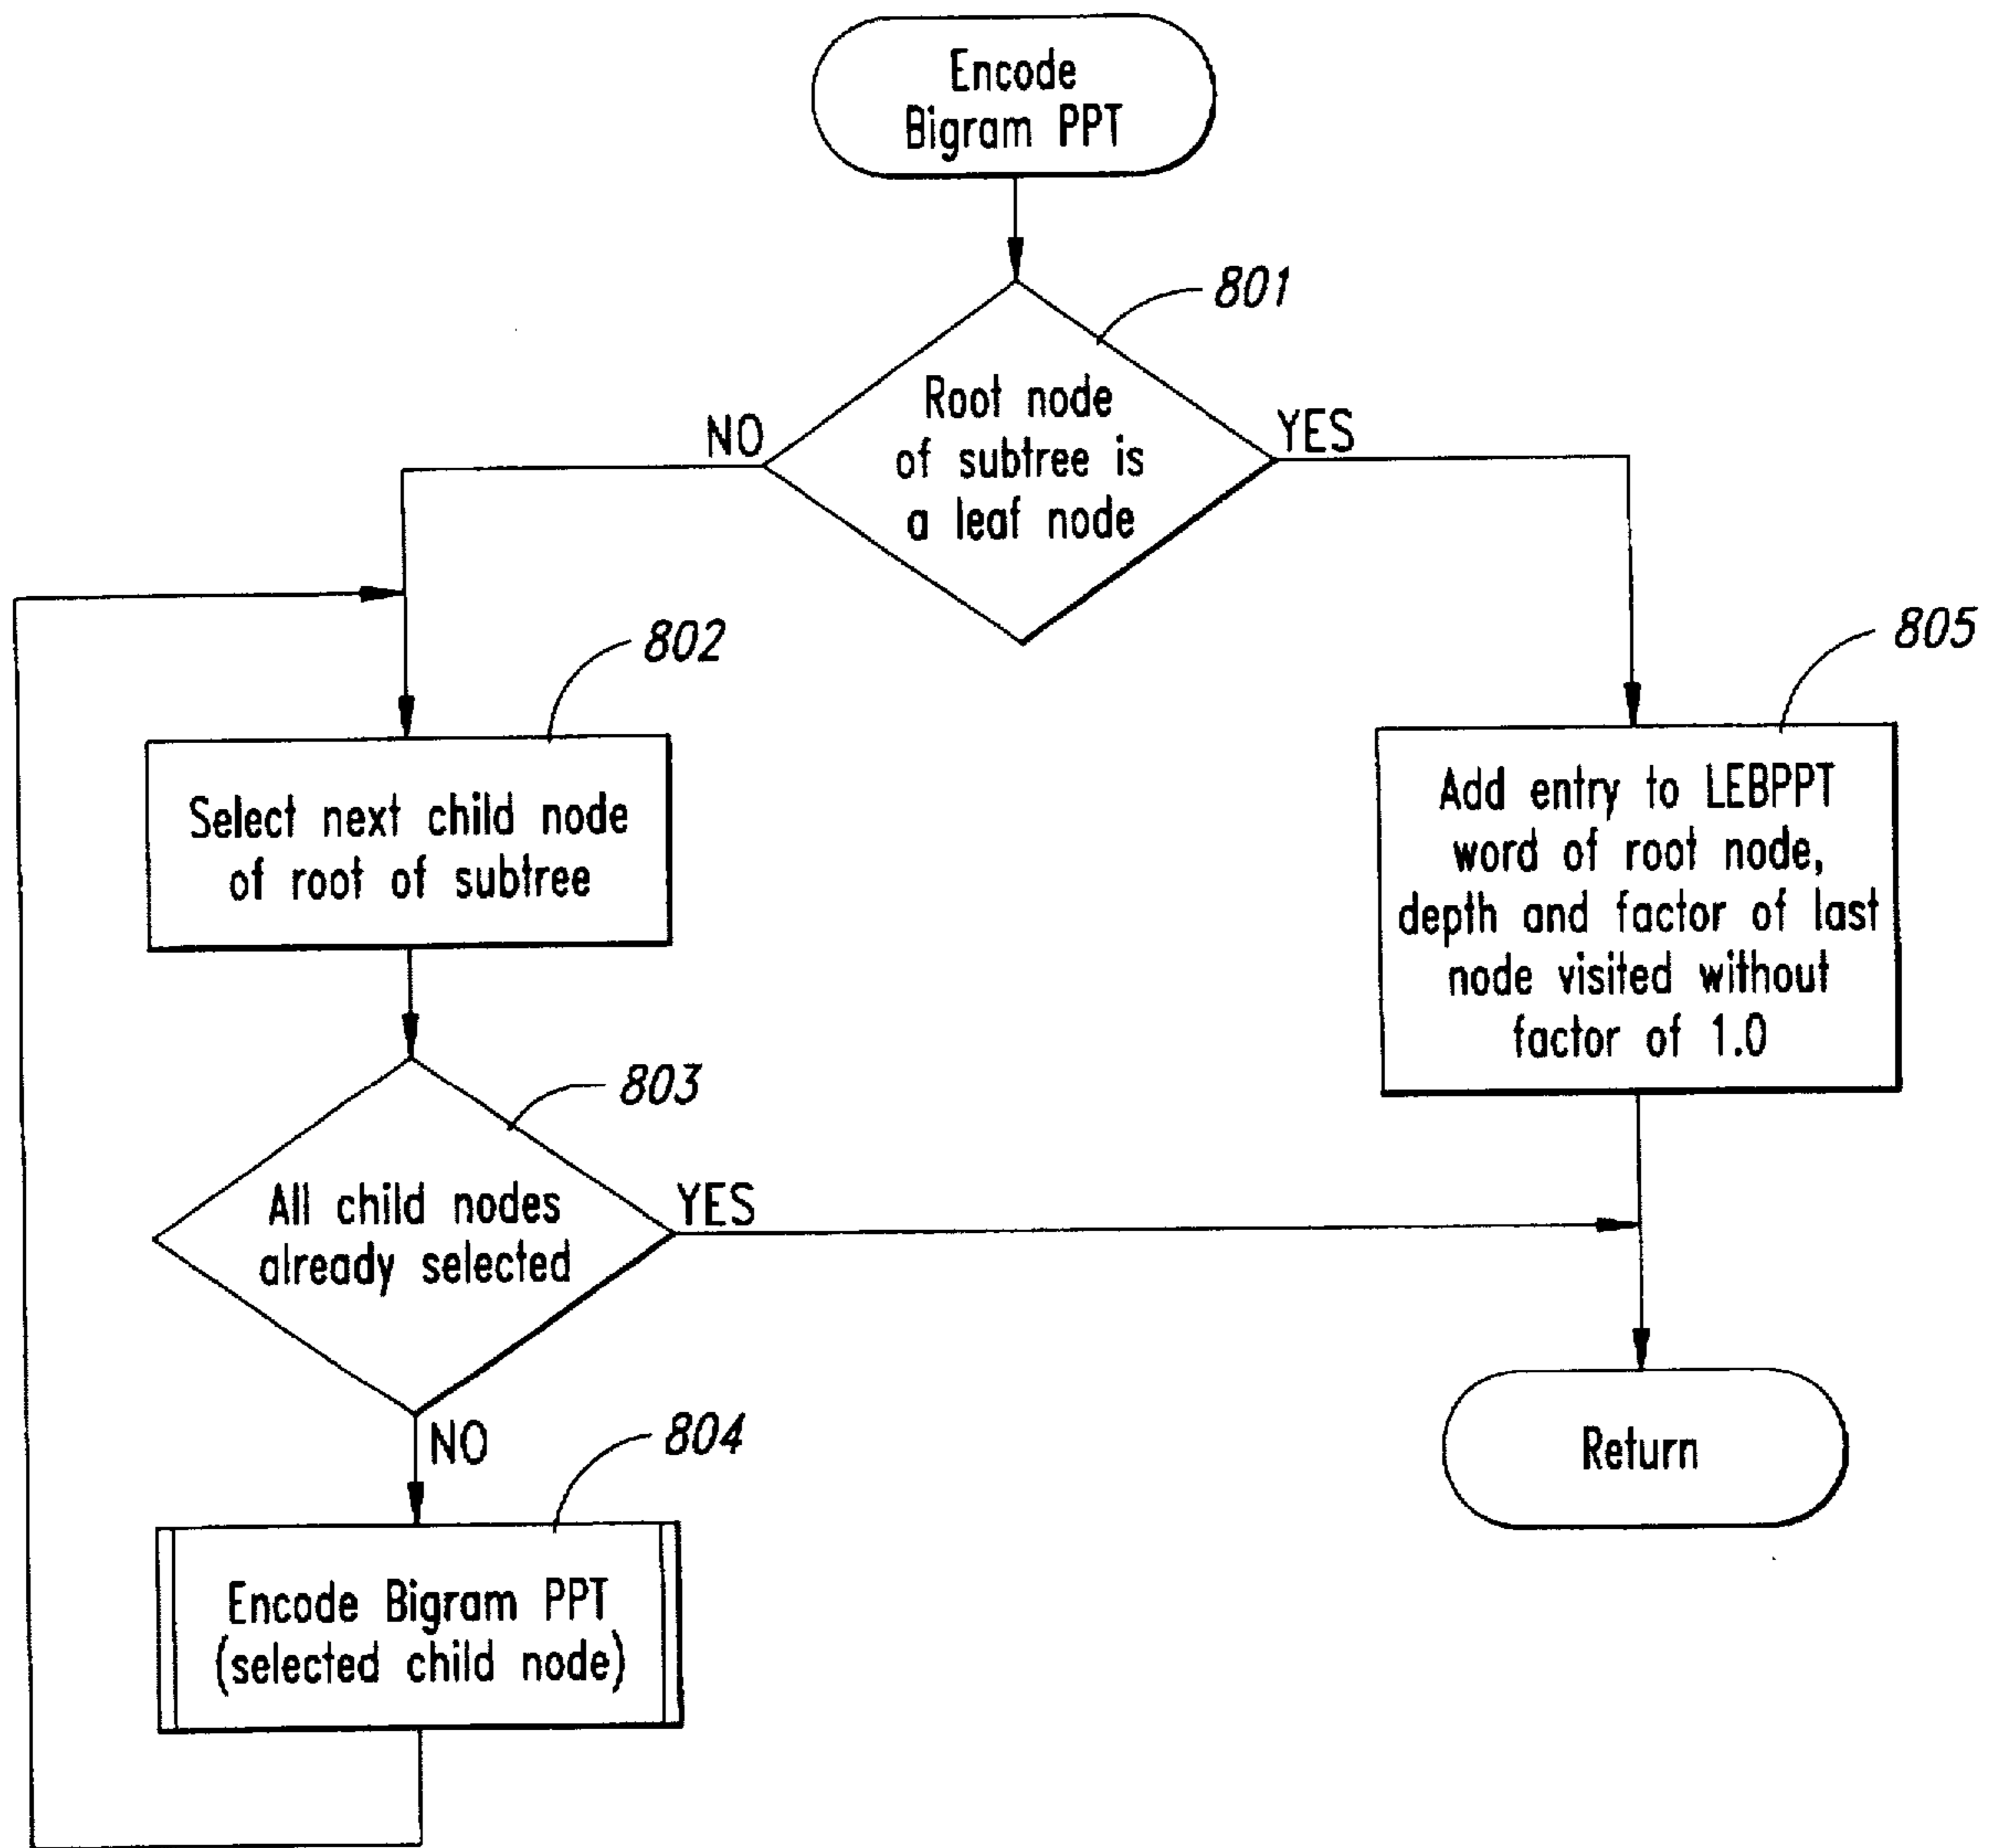 Encode
Bigram PPT
801
Root node
of subtree is
a leaf node
NO
YES
802
Select next child node
of root of subtree
805
Add entry to LEBPPT
word of root node,
depth and factor of last
node visited without
factor of 1.0
803
All child nodes
already selected
YES
NO
804
Encode Bigram PPT
(selected child node)
Return